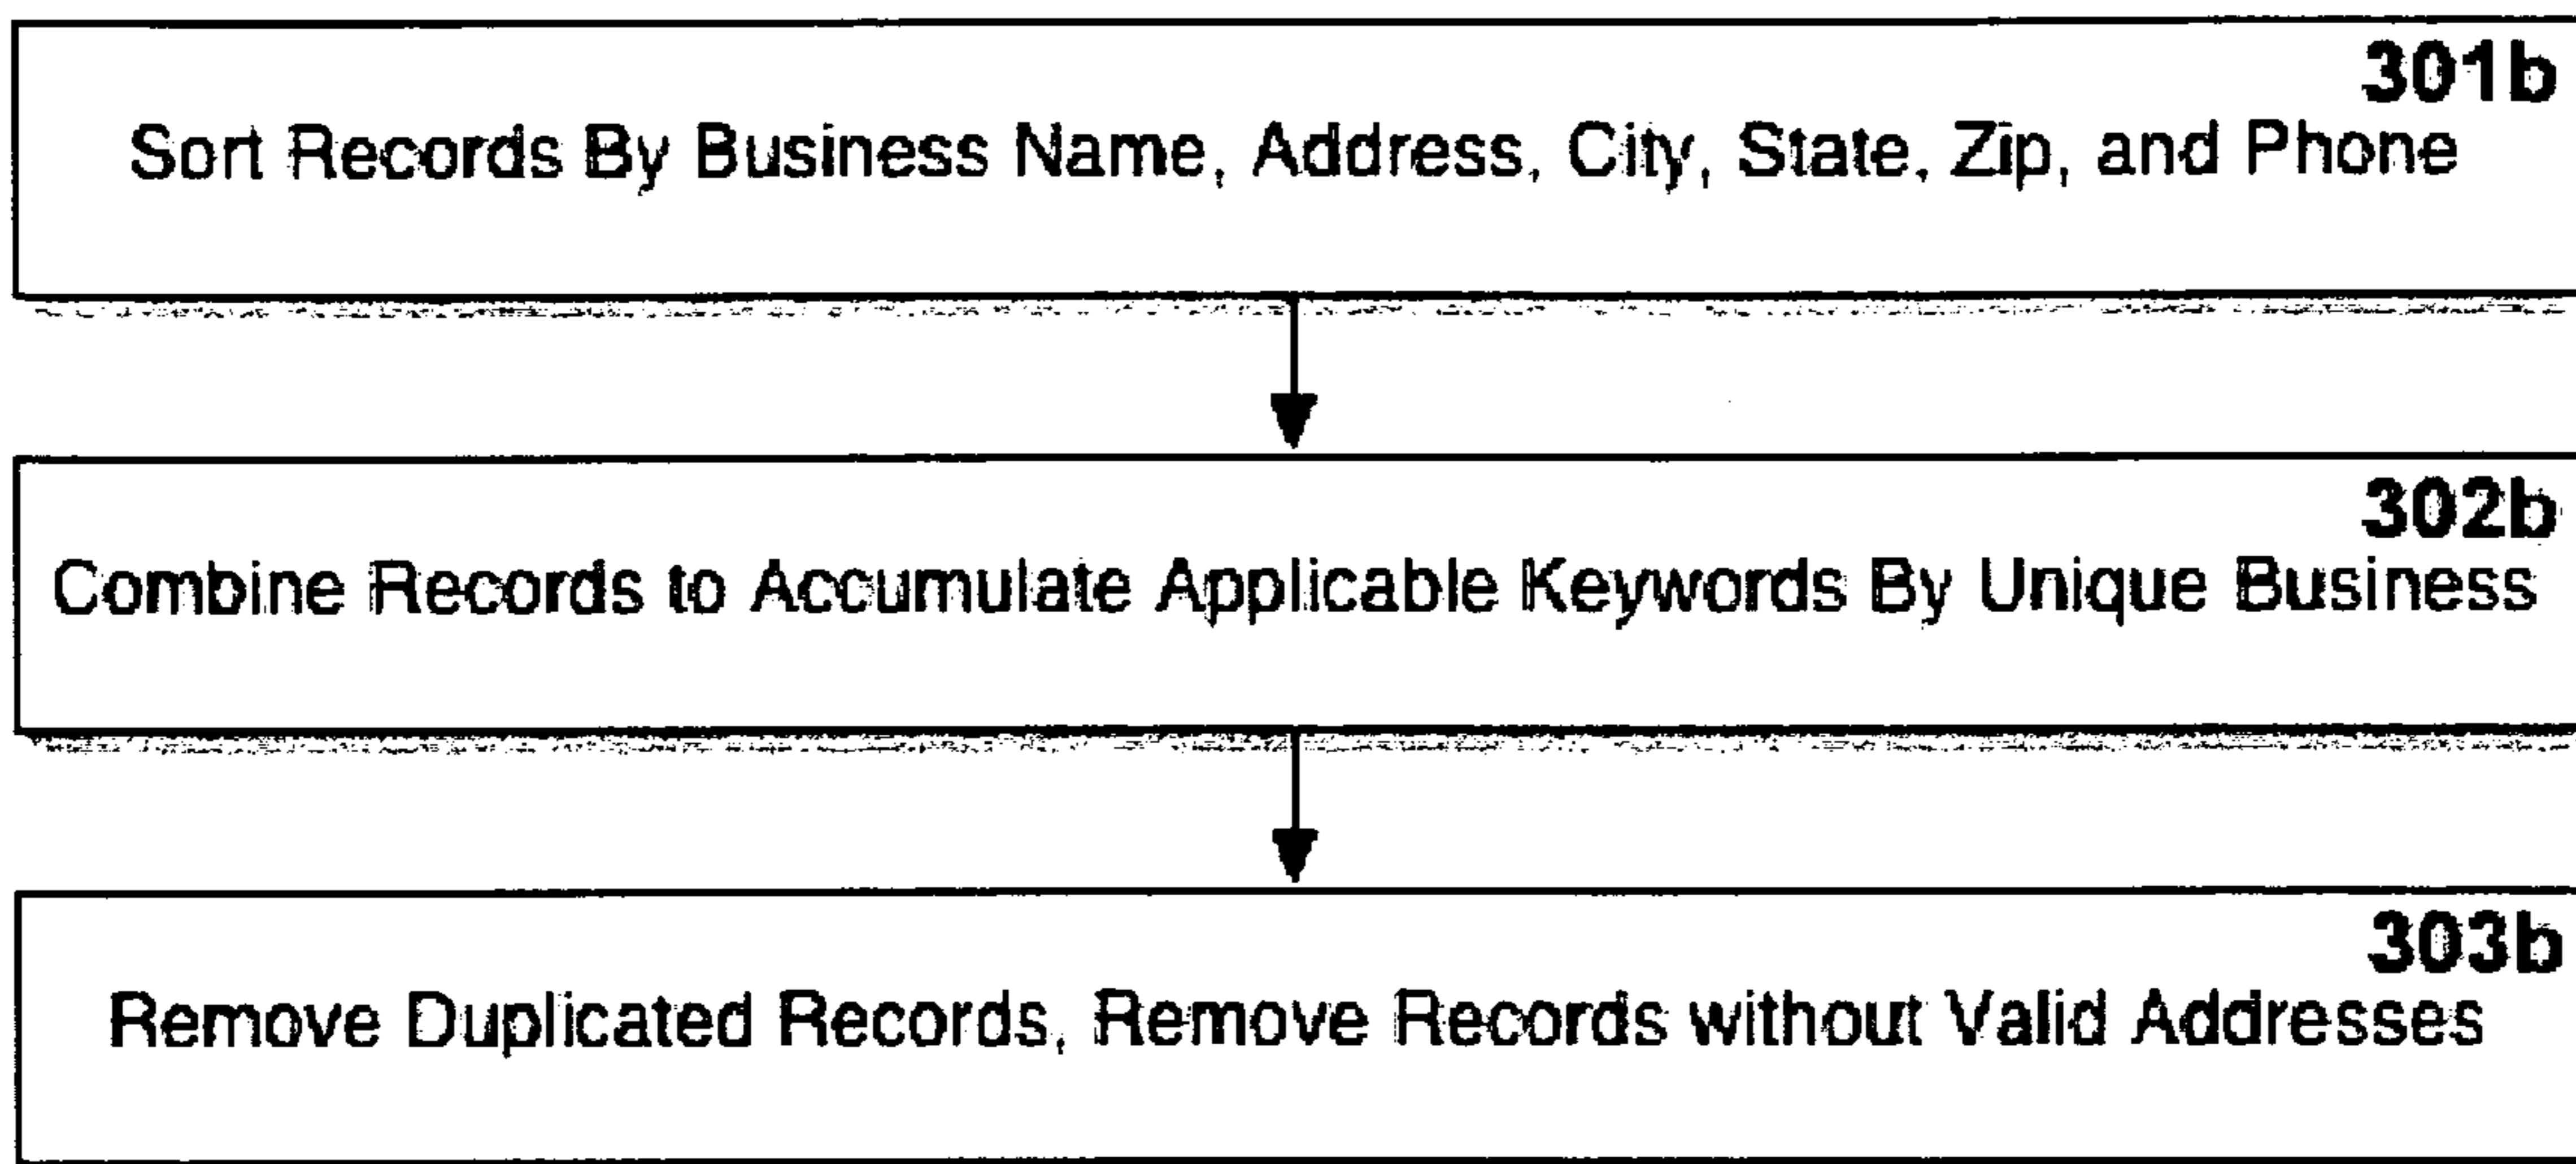 301b
Sort Records By Business Name, Address, City, State, Zip, and Phone
302b
Combine Records to Accumulate Applicable Keywords By Unique Business
303b
Remove Duplicated Records, Remove Records without Valid Addresses